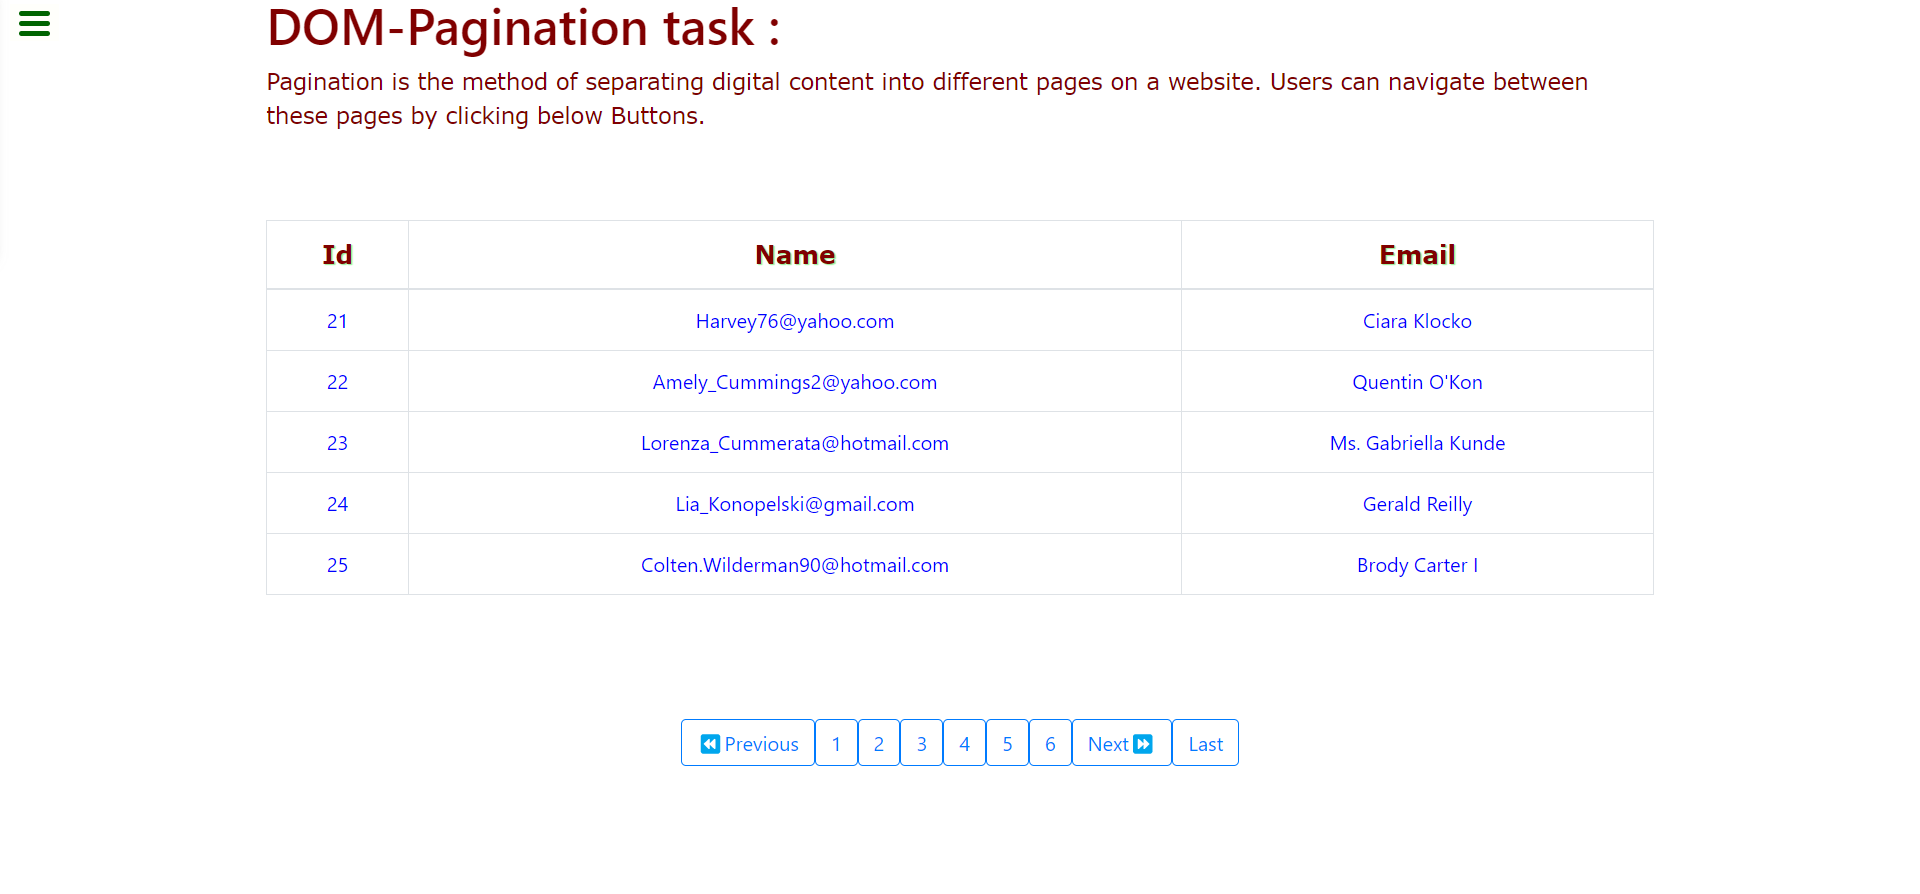 DOM-Pagination task :
Pagination is the method of separating digital content into different pages on a website. Users can navigate between
these pages by clicking below Buttons.
Id Name Email
21 Harvey76@yahoo.com Ciara Klocko
22 Amely_Cummings2@yahoo.com Quentin O'Kon
23 Lorenza_Cummerata@hotmail.com Ms. Gabriella Kunde
24 Lia_Konopelski@gmail.com Gerald Reilly
25 Colten.Wilderman90@hotmail.com Brody Carter I
⏪Previous 1 2 3 4 5 6 Next⏩ Last